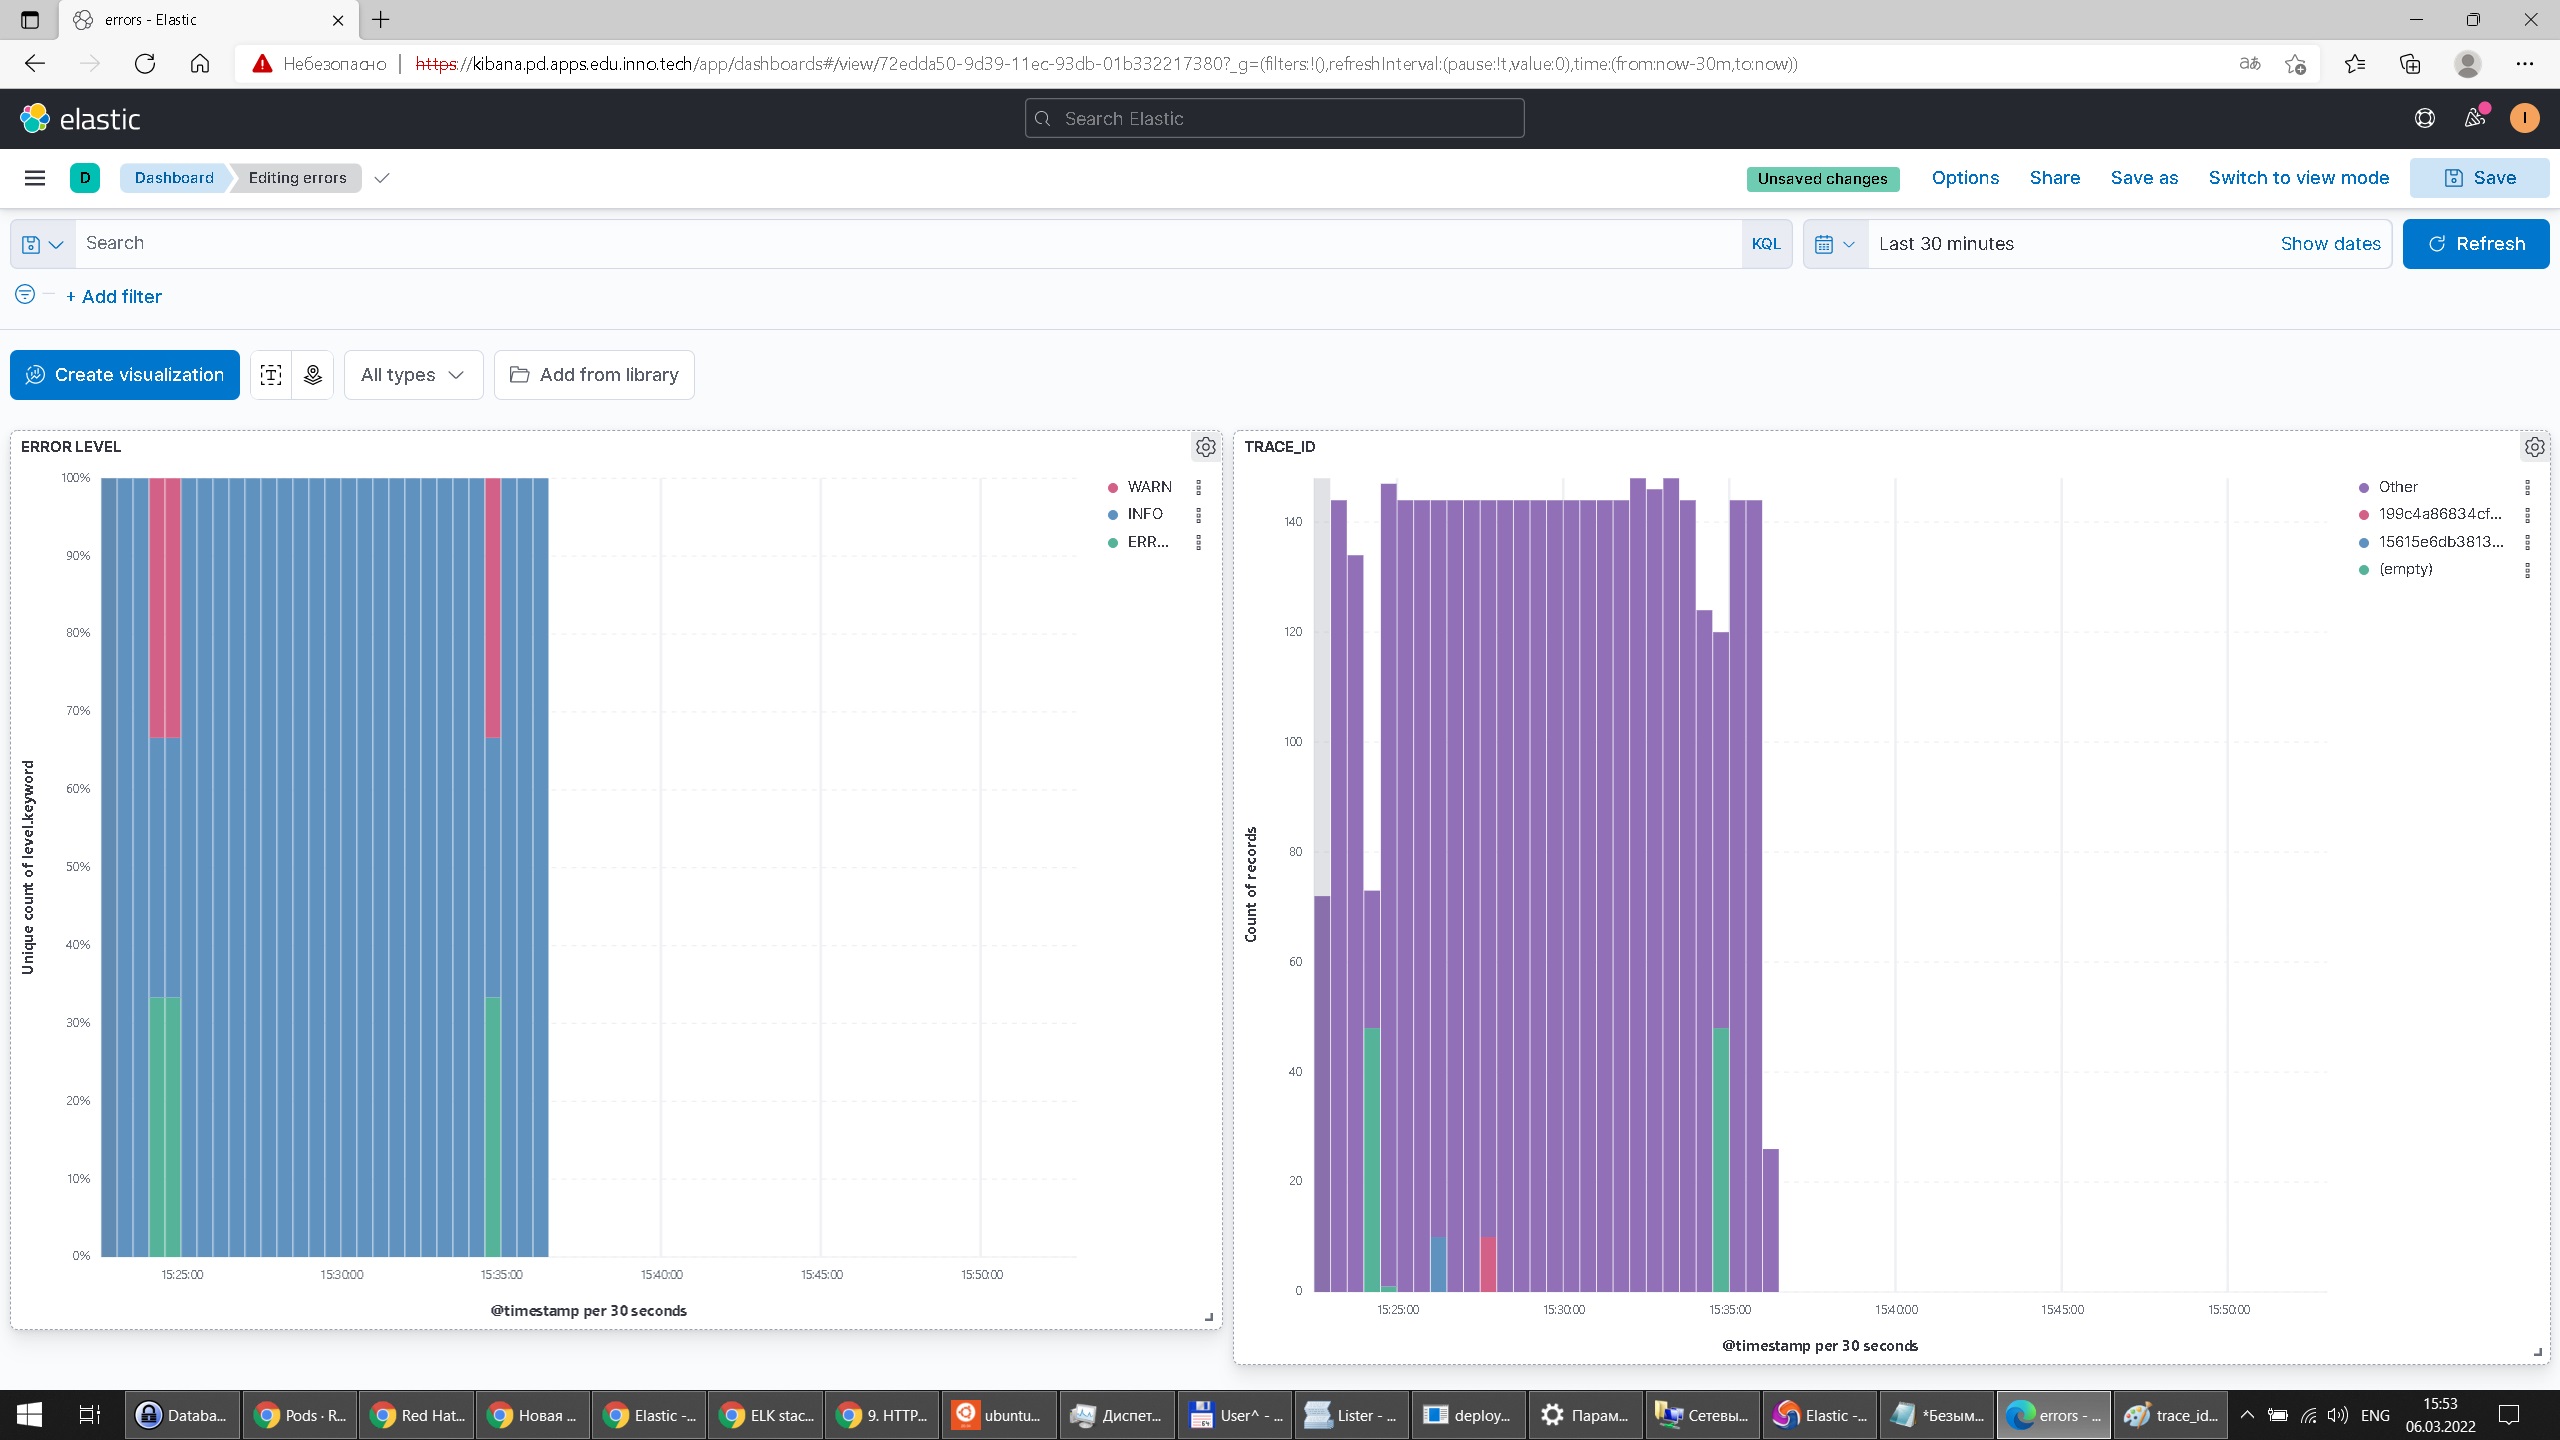 errors - Elastic
Небезопасно
https://kibana.pd.apps.edu.inno.tech/app/dashboards#/view/72edda50-9d39-11ec-93db-01b332217380?_g=(filters:!(),refreshInterval:(pause:!t,value:0),time:(from:now-30m,to:now))
elastic
Search Elastic
I
D
Dashboard
Editing errors
Unsaved changes
Options
Share
Save as
Switch to view mode
Save
Search
KQL
Last 30 minutes
Show dates
Refresh
+ Add filter
Create visualization
All types
Add from library
ERROR LEVEL
100%
90%
80%
70%
60%
50%
40%
30%
20%
10%
0%
Unique count of level.keyword
15:25:00
15:30:00
15:35:00
15:40:00
15:45:00
15:50:00
@timestamp per 30 seconds
WARN
INFO
ERR...
TRACE_ID
140
120
100
80
60
40
20
0
Count of records
15:25:00
15:30:00
15:35:00
15:40:00
15:45:00
15:50:00
@timestamp per 30 seconds
Other
199c4a86834cf...
15615e6db3813...
(empty)
Databa...
Pods · R...
Red Hat...
Новая ...
Elastic -...
ELK stac...
9. HTTP...
ubuntu...
Диспет...
User^ - ...
Lister - ...
deploy...
Парам...
Сетевы...
Elastic -...
*Безым...
errors - ...
trace_id...
ENG
15:53
06.03.2022